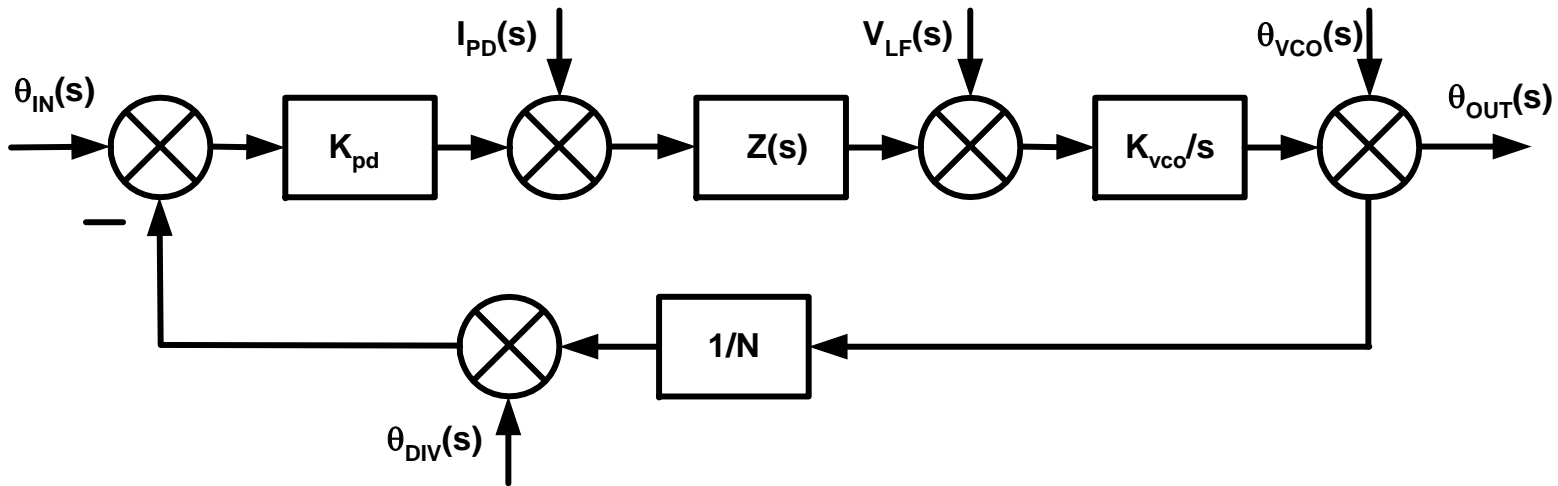 I_PD(s)
V_LF(s)
θ_VCO(s)
θ_IN(s)
θ_OUT(s)
K_pd
Z(s)
K_vco/s
−
1/N
θ_DIV(s)